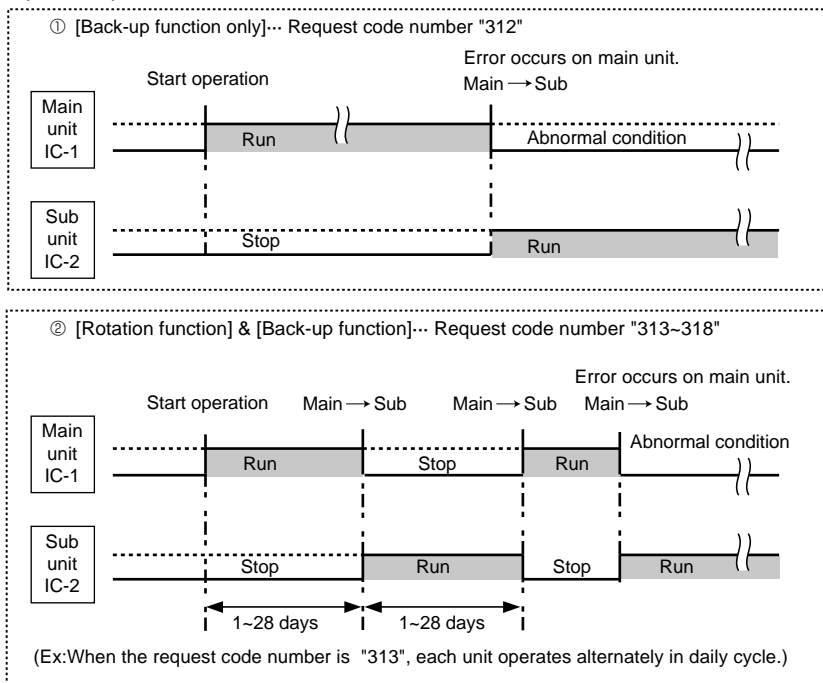 ① [Back-up function only]··· Request code number "312"
Error occurs on main unit.
Start operation
Main → Sub
Main
unit
IC-1
Run
Abnormal condition
Sub
unit
IC-2
Stop
Run
② [Rotation function] & [Back-up function]··· Request code number "313~318"
Error occurs on main unit.
Start operation
Main → Sub
Main → Sub
Main → Sub
Main
unit
IC-1
Run
Stop
Run
Abnormal condition
Sub
unit
IC-2
Stop
Run
Stop
Run
1~28 days
1~28 days
(Ex:When the request code number is "313", each unit operates alternately in daily cycle.)